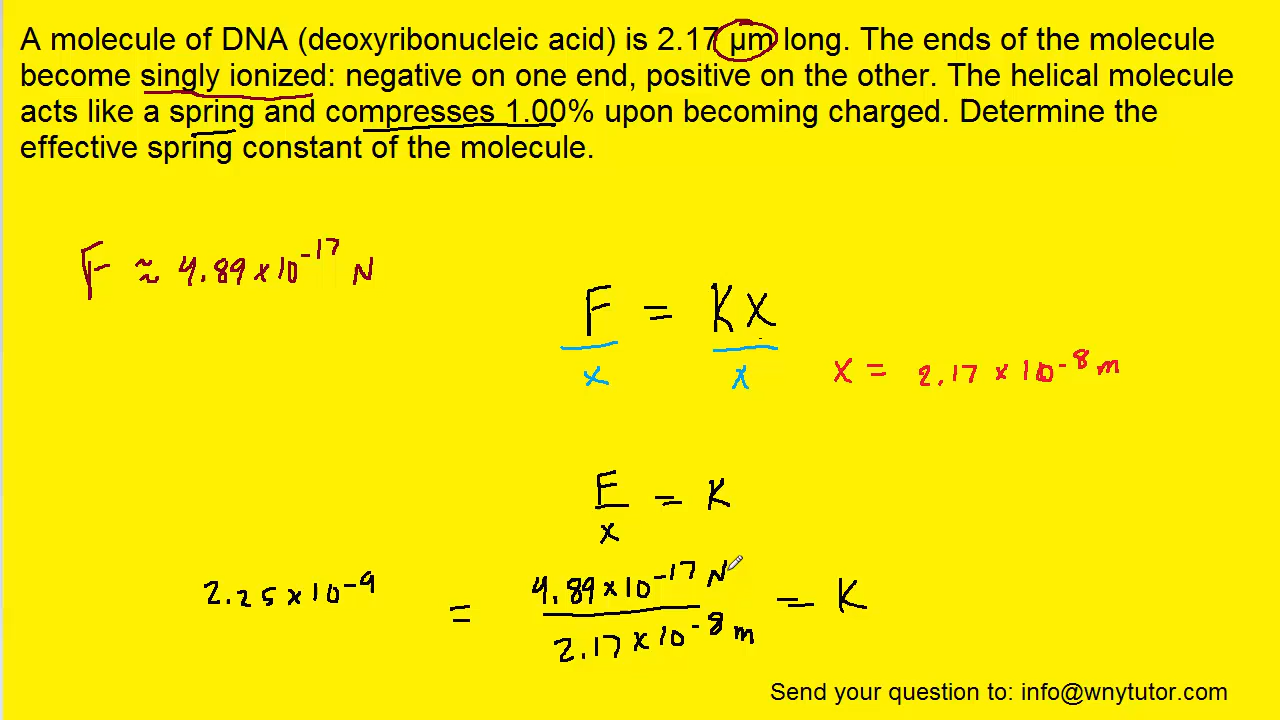 A molecule of DNA (deoxyribonucleic acid) is 2.17 µm long. The ends of the molecule
become singly ionized: negative on one end, positive on the other. The helical molecule
acts like a spring and compresses 1.00% upon becoming charged. Determine the
effective spring constant of the molecule.
F ≈ 4.89 x 10⁻¹⁷ N
F = KX
x x
X = 2.17 x 10⁻⁸ m
F = K
x
2.25 x 10⁻⁹ = 4.89 x 10⁻¹⁷ N = K
2.17 x 10⁻⁸ m
Send your question to: info@wnytutor.com